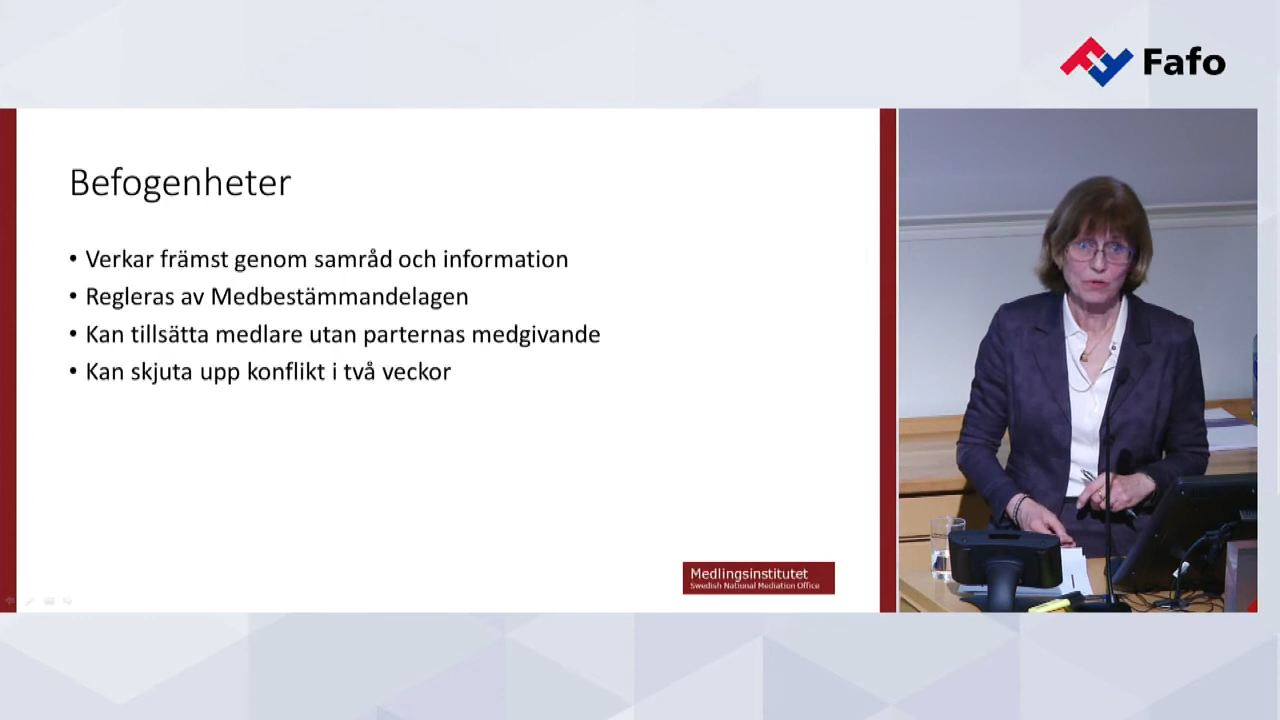 Fafo
Befogenheter
• Verkar främst genom samråd och information
• Regleras av Medbestämmandelagen
• Kan tillsätta medlare utan parternas medgivande
• Kan skjuta upp konflikt i två veckor
Medlingsinstitutet
Swedish National Mediation Office